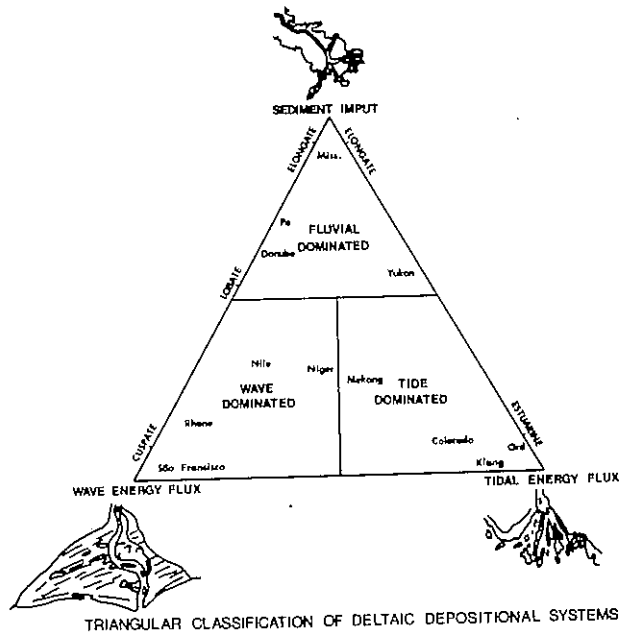 SEDIMENT IMPUT
ELONGATE
ELONGATE
Miss.
Po
FLUVIAL
DOMINATED
Danube
Yukon
LOBATE
Nile
Niger
Mekong
WAVE
DOMINATED
TIDE
DOMINATED
Rhone
CUSPATE
ESTUARINE
Colorado
Ord
São Francisco
Klang
WAVE ENERGY FLUX
TIDAL ENERGY FLUX
TRIANGULAR CLASSIFICATION OF DELTAIC DEPOSITIONAL SYSTEMS